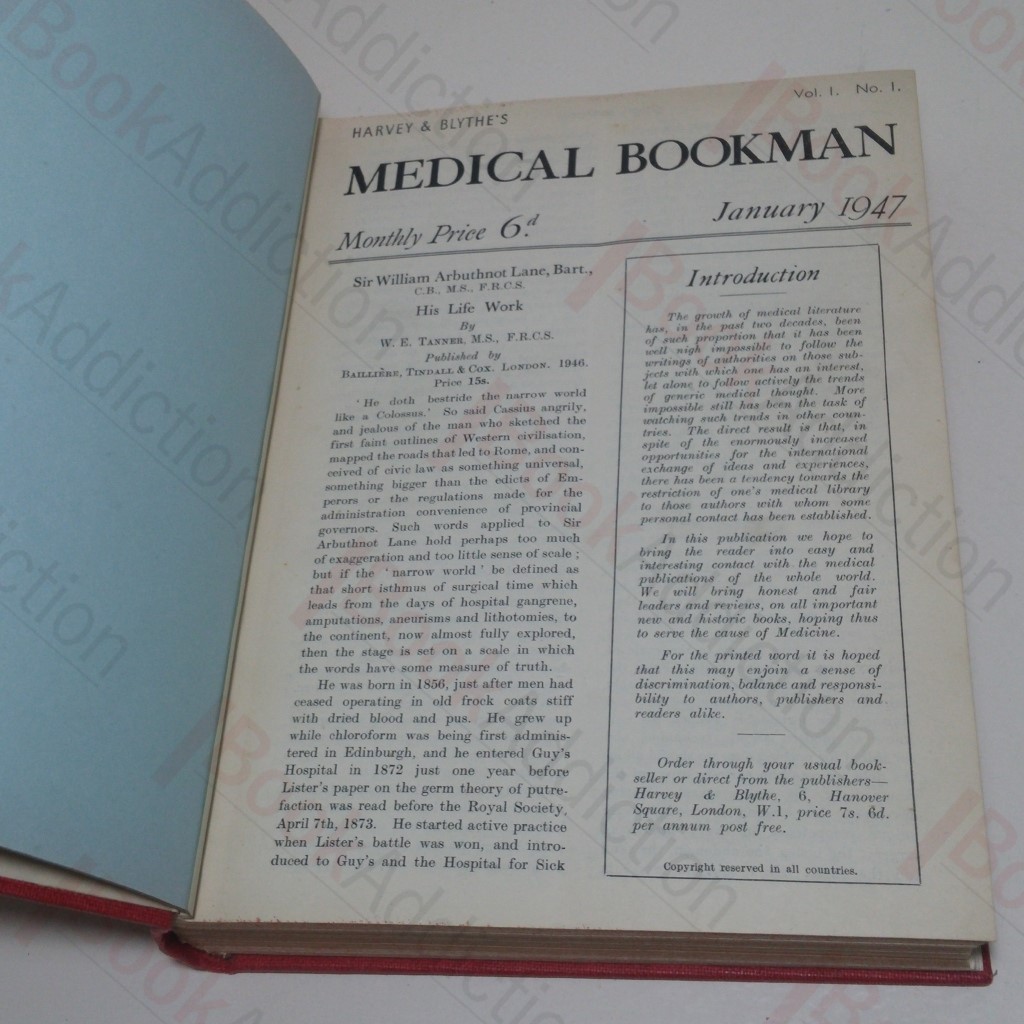 HARVEY & BLYTHE'S
Vol. 1. No. 1.
MEDICAL BOOKMAN
Monthly Price 6d.
January 1947
Sir William Arbuthnot Lane, Bart.,
C.B., M.S., F.R.C.S.
His Life Work
By
W. E. TANNER, M.S., F.R.C.S.
Published by
BAILLIÈRE, TINDALL & COX. LONDON. 1946.
Price 15s.
'He doth bestride the narrow world
like a Colossus.' So said Cassius angrily,
and jealous of the man who sketched the
first faint outlines of Western civilisation,
mapped the roads that led to Rome, and con-
ceived of civic law as something universal,
something bigger than the edicts of Em-
perors or the regulations made for the
administration convenience of provincial
governors. Such words applied to Sir
Arbuthnot Lane hold perhaps too much
of exaggeration and too little sense of scale ;
but if the 'narrow world' be defined as
that short isthmus of surgical time which
leads from the days of hospital gangrene,
amputations, aneurisms and lithotomies, to
the continent, now almost fully explored,
then the stage is set on a scale in which
the words have some measure of truth.
He was born in 1856, just after men had
ceased operating in old frock coats stiff
with dried blood and pus. He grew up
while chloroform was being first adminis-
tered in Edinburgh, and he entered Guy's
Hospital in 1872 just one year before
Lister's paper on the germ theory of putre-
faction was read before the Royal Society,
April 7th, 1873. He started active practice
when Lister's battle was won, and intro-
duced to Guy's and the Hospital for Sick
Introduction
The growth of medical literature
has, in the past two decades, been
of such proportion that it has been
well nigh impossible to follow the
writings of authorities on those sub-
jects with which one has an interest,
let alone to follow actively the trends
of generic medical thought. More
impossible still has been the task of
watching such trends in other coun-
tries. The direct result is that, in
spite of the enormously increased
opportunities for the international
exchange of ideas and experiences,
there has been a tendency towards the
restriction of one's medical library
to those authors with whom some
personal contact has been established.
In this publication we hope to
bring the reader into easy and
interesting contact with the medical
publications of the whole world.
We will bring honest and fair
leaders and reviews, on all important
new and historic books, hoping thus
to serve the cause of Medicine.
For the printed word it is hoped
that this may enjoin a sense of
discrimination, balance and responsi-
bility to authors, publishers and
readers alike.
Order through your usual book-
seller or direct from the publishers—
Harvey & Blythe, 6, Hanover
Square, London, W.1, price 7s. 6d.
per annum post free.
Copyright reserved in all countries.
BookAddiction